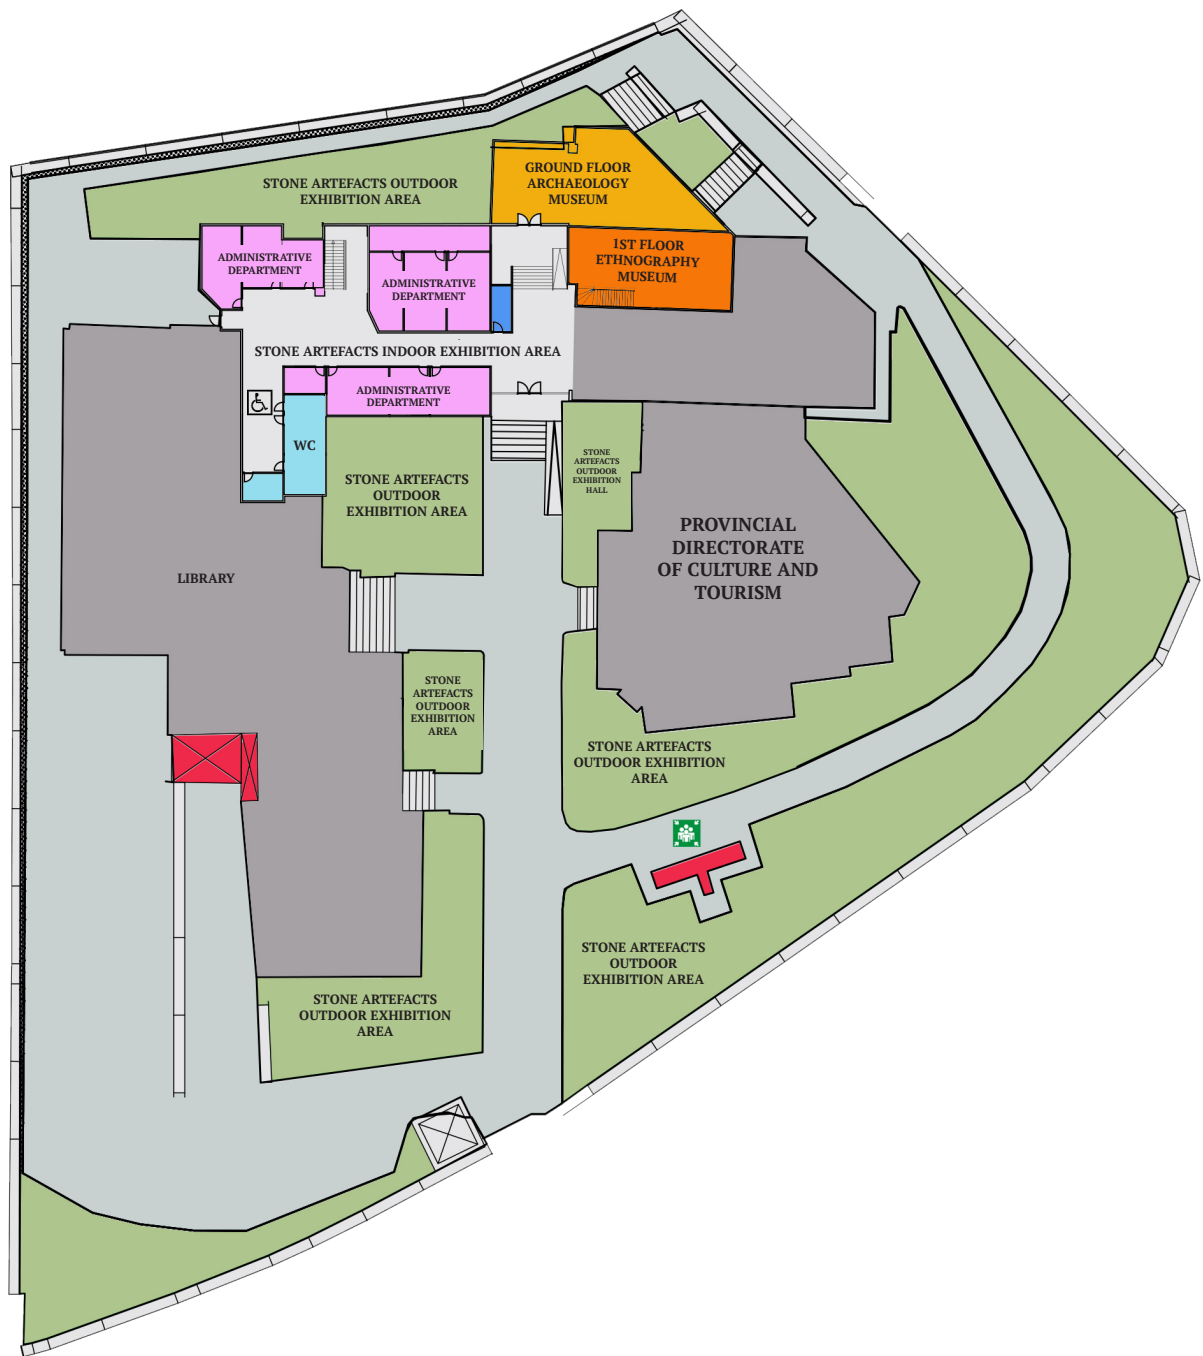 GROUND FLOOR
ARCHAEOLOGY
MUSEUM
STONE ARTEFACTS OUTDOOR
EXHIBITION AREA
1ST FLOOR
ETHNOGRAPHY
MUSEUM
ADMINISTRATIVE
DEPARTMENT
ADMINISTRATIVE
DEPARTMENT
STONE ARTEFACTS INDOOR EXHIBITION AREA
ADMINISTRATIVE
DEPARTMENT
WC
STONE ARTEFACTS
OUTDOOR
EXHIBITION AREA
STONE
ARTEFACTS
OUTDOOR
EXHIBITION
HALL
PROVINCIAL
DIRECTORATE
OF CULTURE AND
TOURISM
LIBRARY
STONE
ARTEFACTS
OUTDOOR
EXHIBITION
AREA
STONE ARTEFACTS
OUTDOOR EXHIBITION
AREA
STONE ARTEFACTS
OUTDOOR
EXHIBITION AREA
STONE ARTEFACTS
OUTDOOR EXHIBITION
AREA